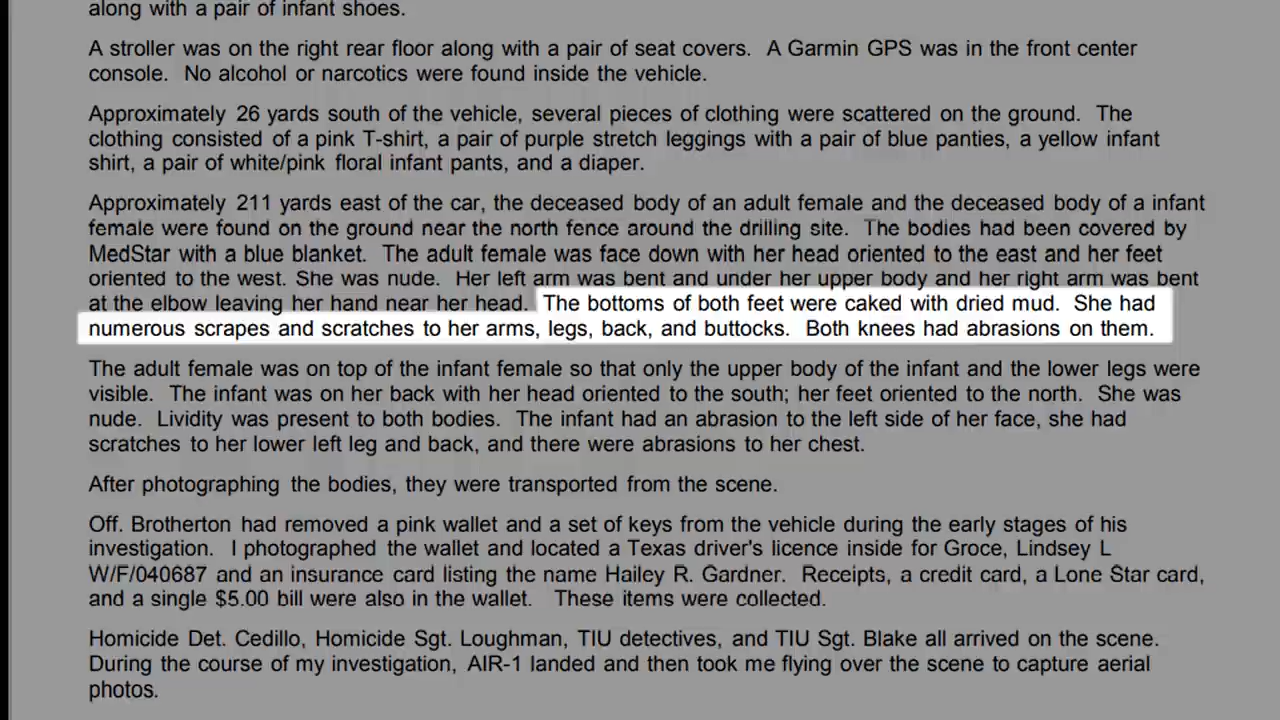 along with a pair of infant shoes.
A stroller was on the right rear floor along with a pair of seat covers. A Garmin GPS was in the front center
console. No alcohol or narcotics were found inside the vehicle.
Approximately 26 yards south of the vehicle, several pieces of clothing were scattered on the ground. The
clothing consisted of a pink T-shirt, a pair of purple stretch leggings with a pair of blue panties, a yellow infant
shirt, a pair of white/pink floral infant pants, and a diaper.
Approximately 211 yards east of the car, the deceased body of an adult female and the deceased body of a infant
female were found on the ground near the north fence around the drilling site. The bodies had been covered by
MedStar with a blue blanket. The adult female was face down with her head oriented to the east and her feet
oriented to the west. She was nude. Her left arm was bent and under her upper body and her right arm was bent
at the elbow leaving her hand near her head. The bottoms of both feet were caked with dried mud. She had
numerous scrapes and scratches to her arms, legs, back, and buttocks. Both knees had abrasions on them.
The adult female was on top of the infant female so that only the upper body of the infant and the lower legs were
visible. The infant was on her back with her head oriented to the south; her feet oriented to the north. She was
nude. Lividity was present to both bodies. The infant had an abrasion to the left side of her face, she had
scratches to her lower left leg and back, and there were abrasions to her chest.
After photographing the bodies, they were transported from the scene.
Off. Brotherton had removed a pink wallet and a set of keys from the vehicle during the early stages of his
investigation. I photographed the wallet and located a Texas driver's licence inside for Groce, Lindsey L
W/F/040687 and an insurance card listing the name Hailey R. Gardner. Receipts, a credit card, a Lone Star card,
and a single $5.00 bill were also in the wallet. These items were collected.
Homicide Det. Cedillo, Homicide Sgt. Loughman, TIU detectives, and TIU Sgt. Blake all arrived on the scene.
During the course of my investigation, AIR-1 landed and then took me flying over the scene to capture aerial
photos.